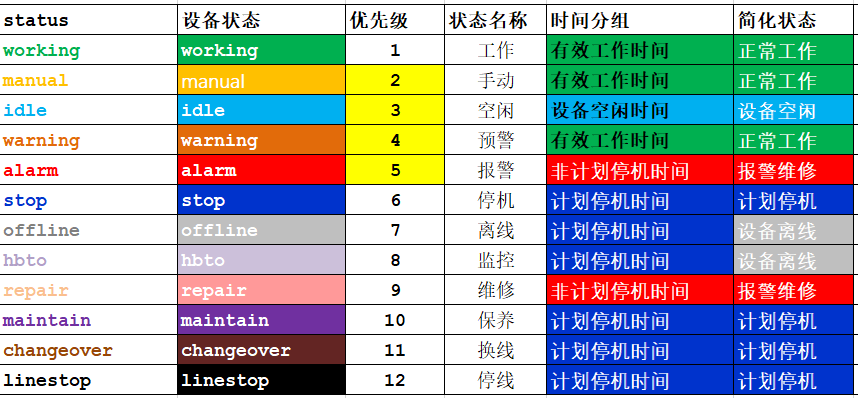 status 设备状态 优先级 状态名称 时间分组 简化状态
working working 1 工作 有效工作时间 正常工作
manual manual 2 手动 有效工作时间 正常工作
idle idle 3 空闲 设备空闲时间 设备空闲
warning warning 4 预警 有效工作时间 正常工作
alarm alarm 5 报警 非计划停机时间 报警维修
stop stop 6 停机 计划停机时间 计划停机
offline offline 7 离线 计划停机时间 设备离线
hbto hbto 8 监控 计划停机时间 设备离线
repair repair 9 维修 非计划停机时间 报警维修
maintain maintain 10 保养 计划停机时间 计划停机
changeover changeover 11 换线 计划停机时间 计划停机
linestop linestop 12 停线 计划停机时间 计划停机